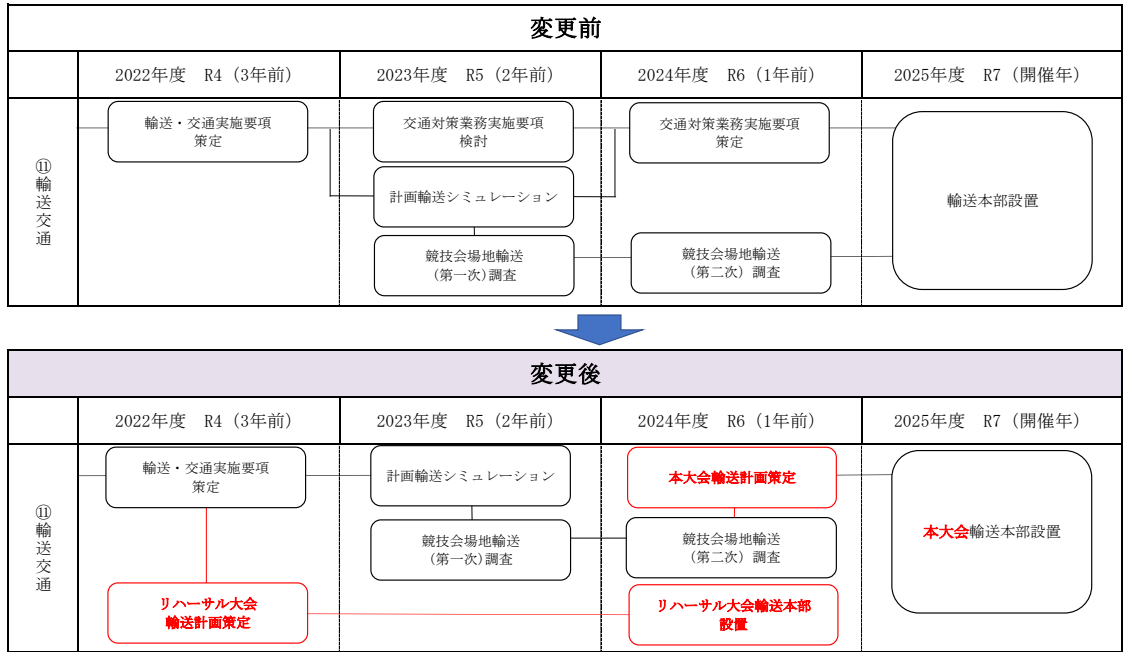 変更前
2022年度 R4 (3年前)
2023年度 R5 (2年前)
2024年度 R6 (1年前)
2025年度 R7 (開催年)
⑪輸送交通
輸送・交通実施要項
策定
交通対策業務実施要項
検討
交通対策業務実施要項
策定
計画輸送シミュレーション
輸送本部設置
競技会場地輸送
(第一次)調査
競技会場地輸送
(第二次) 調査
変更後
2022年度 R4 (3年前)
2023年度 R5 (2年前)
2024年度 R6 (1年前)
2025年度 R7 (開催年)
⑪輸送交通
輸送・交通実施要項
策定
計画輸送シミュレーション
本大会輸送計画策定
本大会輸送本部設置
競技会場地輸送
(第一次)調査
競技会場地輸送
(第二次) 調査
リハーサル大会
輸送計画策定
リハーサル大会輸送本部
設置